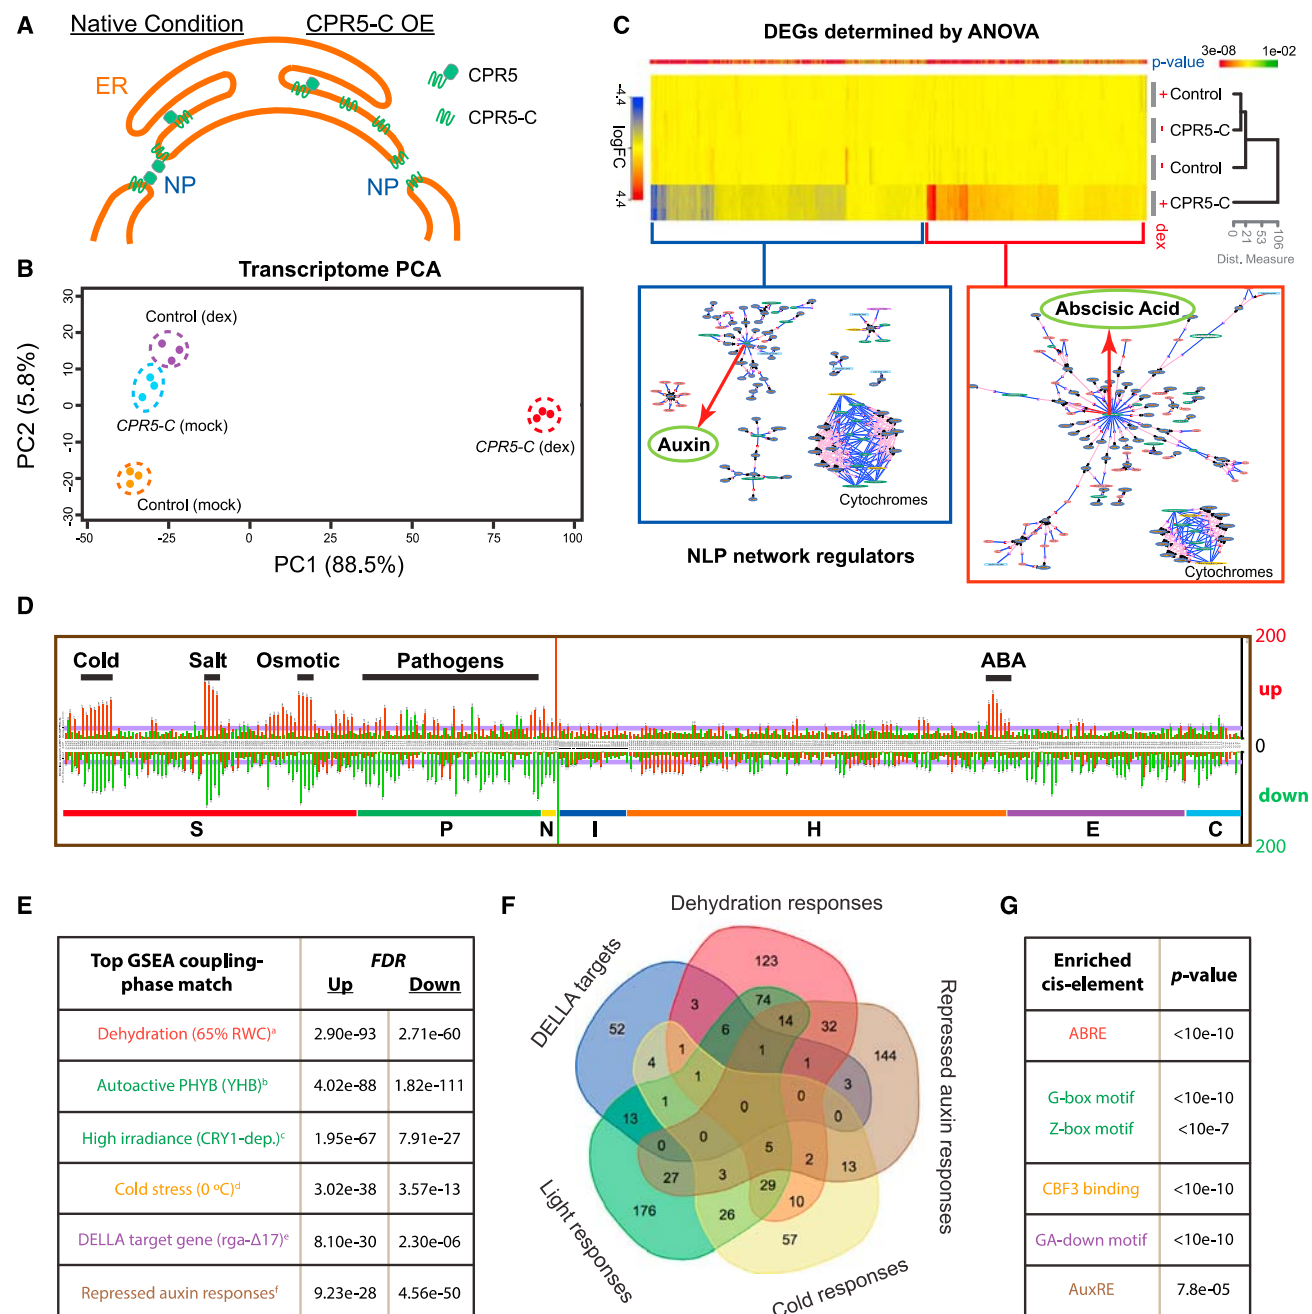 A
Native Condition
CPR5-C OE
ER
NP
NP
CPR5
CPR5-C
B
Transcriptome PCA
PC2 (5.8%)
30
20
10
0
-10
-20
-30
Control (dex)
CPR5-C (mock)
Control (mock)
CPR5-C (dex)
-50
-25
0
25
50
75
100
PC1 (88.5%)
C
DEGs determined by ANOVA
3e-08
1e-02
p-value
-4.4
logFC
4.4
+ Control
- CPR5-C
- Control
+ CPR5-C
dex
0
21
53
106
Dist. Measure
Auxin
Cytochromes
Abscisic Acid
Cytochromes
NLP network regulators
D
Cold
Salt
Osmotic
Pathogens
ABA
200
up
0
down
200
S
P
N
I
H
E
C
E
Top GSEA coupling-
phase match
FDR
Up
Down
Dehydration (65% RWC)a 2.90e-93 2.71e-60
Autoactive PHYB (YHB)b 4.02e-88 1.82e-111
High irradiance (CRY1-dep.)c 1.95e-67 7.91e-27
Cold stress (0 ºC)d 3.02e-38 3.57e-13
DELLA target gene (rga-Δ17)e 8.10e-30 2.30e-06
Repressed auxin responsesf 9.23e-28 4.56e-50
F
Dehydration responses
DELLA targets
Repressed auxin responses
Light responses
Cold responses
123
3
74
52
6
14
32
144
4
1
1
1
3
1
1
0
0
0
13
0
0
5
2
13
27
3
29
10
176
26
57
G
Enriched
cis-element
p-value
ABRE <10e-10
G-box motif <10e-10
Z-box motif <10e-7
CBF3 binding <10e-10
GA-down motif <10e-10
AuxRE 7.8e-05